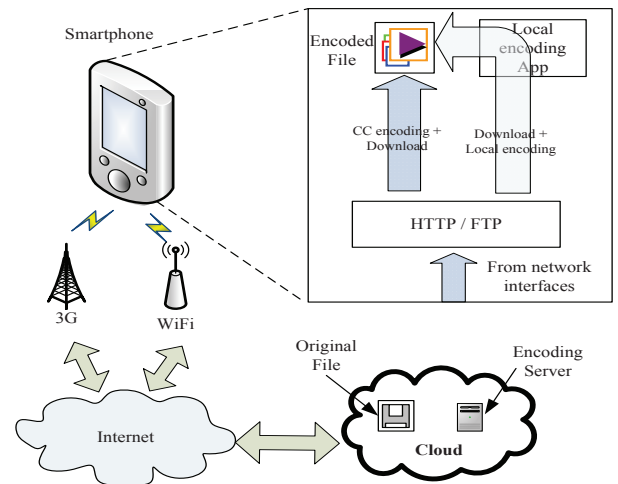 Smartphone
Encoded
File
Local
encoding
App
CC encoding +
Download
Download +
Local encoding
HTTP / FTP
From network
interfaces
3G
WiFi
Original
File
Encoding
Server
Internet
Cloud